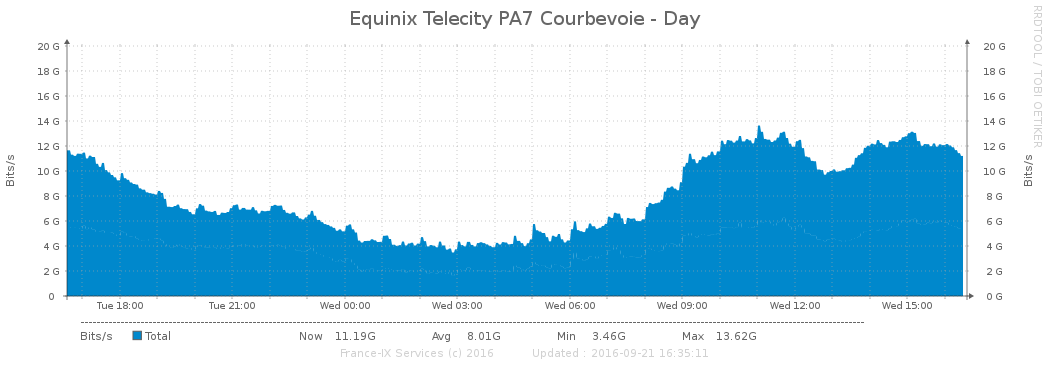 Equinix Telecity PA7 Courbevoie - Day
RRDTOOL / TOBI OETIKER
20 G 20 G
18 G 18 G
16 G 16 G
14 G 14 G
12 G 12 G
10 G 10 G
8 G 8 G
6 G 6 G
4 G 4 G
2 G 2 G
0 0 G
Bits/s Bits/s
Tue 18:00 Tue 21:00 Wed 00:00 Wed 03:00 Wed 06:00 Wed 09:00 Wed 12:00 Wed 15:00
Bits/s Total Now 11.19G Avg 8.01G Min 3.46G Max 13.62G
France-IX Services (c) 2016 Updated : 2016-09-21 16:35:11